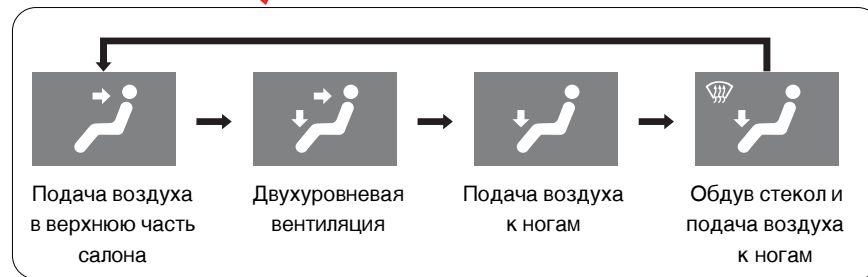 Подача воздуха
в верхнюю часть
салона
Двухуровневая
вентиляция
Подача воздуха
к ногам
Обдув стекол и
подача воздуха
к ногам